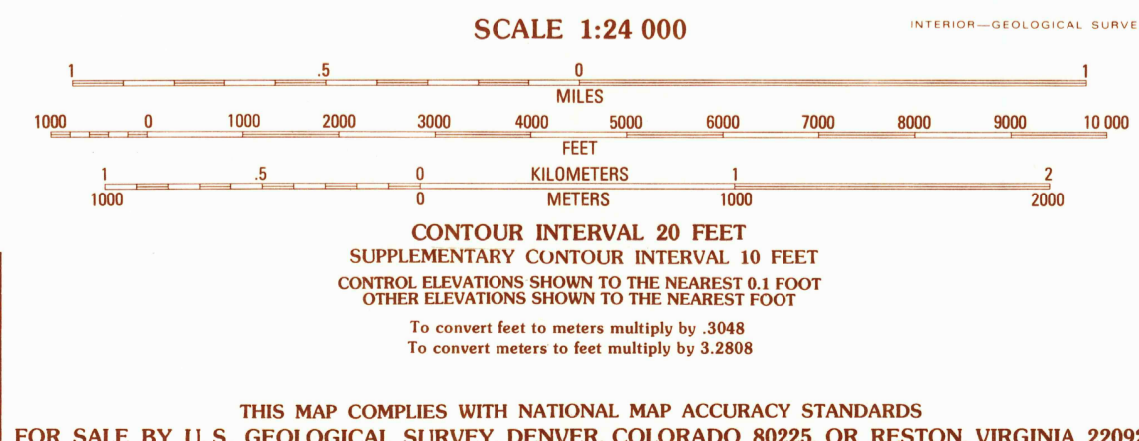 SCALE 1:24 000
INTERIOR—GEOLOGICAL
1 .5 0 1
MILES
1000 0 1000 2000 3000 4000 5000 6000 7000 8000 9000 10 000
FEET
1 .5 0 KILOMETERS 1 2
1000 0 METERS 1000 2000
CONTOUR INTERVAL 20 FEET
SUPPLEMENTARY CONTOUR INTERVAL 10 FEET
CONTROL ELEVATIONS SHOWN TO THE NEAREST 0.1 FOOT
OTHER ELEVATIONS SHOWN TO THE NEAREST FOOT
To convert feet to meters multiply by .3048
To convert meters to feet multiply by 3.2808
THIS MAP COMPLIES WITH NATIONAL MAP ACCURACY STANDARDS
FOR SALE BY U.S. GEOLOGICAL SURVEY DENVER COLORADO 80225 OR RESTON VIRGINIA